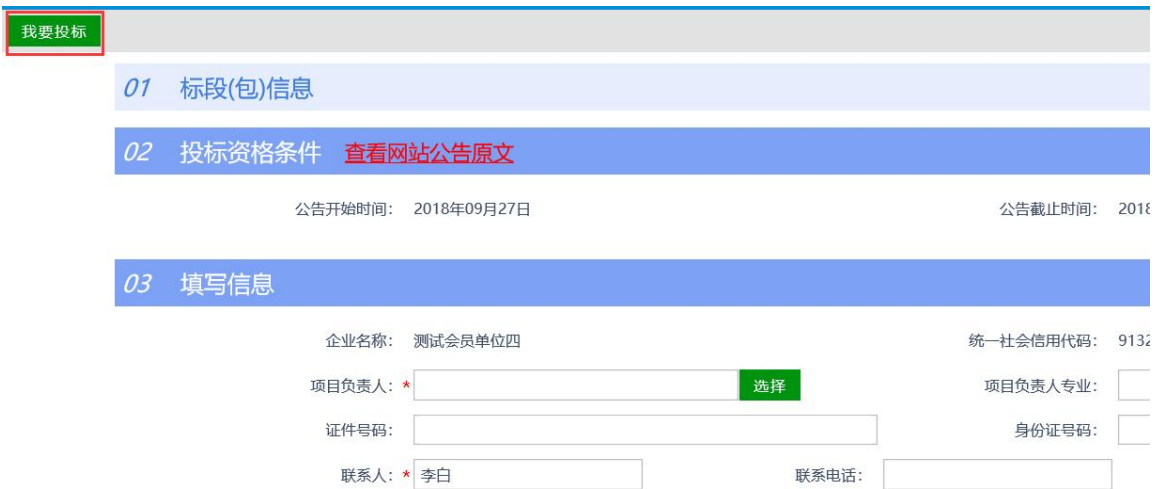 我要投标
01 标段(包)信息
02 投标资格条件 查看网站公告原文
公告开始时间: 2018年09月27日 公告截止时间: 2018
03 填写信息
企业名称: 测试会员单位四 统一社会信用代码: 9132
项目负责人: * 选择 项目负责人专业:
证件号码: 身份证号码:
联系人: * 李白 联系电话: